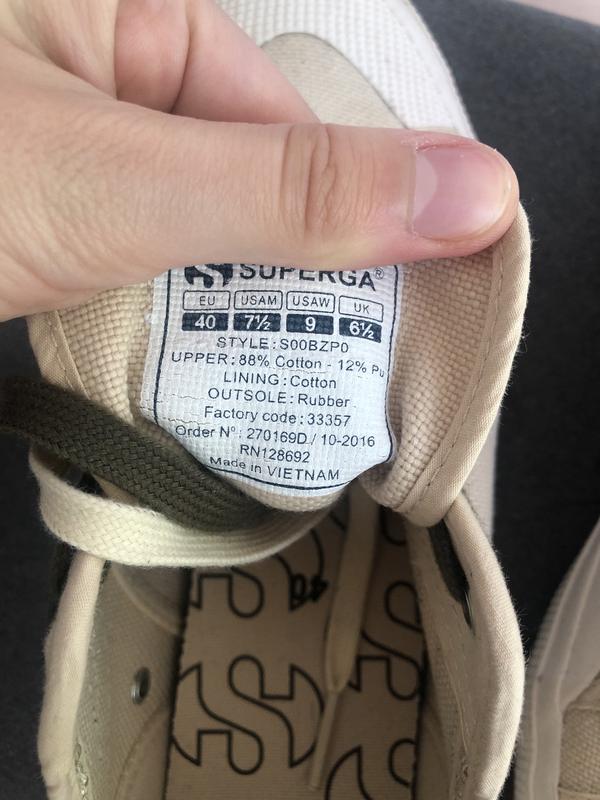 SUPERGA®
EU USAM USAW UK
40 7½ 9 6½
STYLE:S00BZP0
UPPER:88% Cotton - 12% Pu
LINING:Cotton
OUTSOLE:Rubber
Factory code:33357
Order N°: 270169D / 10-2016
RN128692
Made in VIETNAM
40